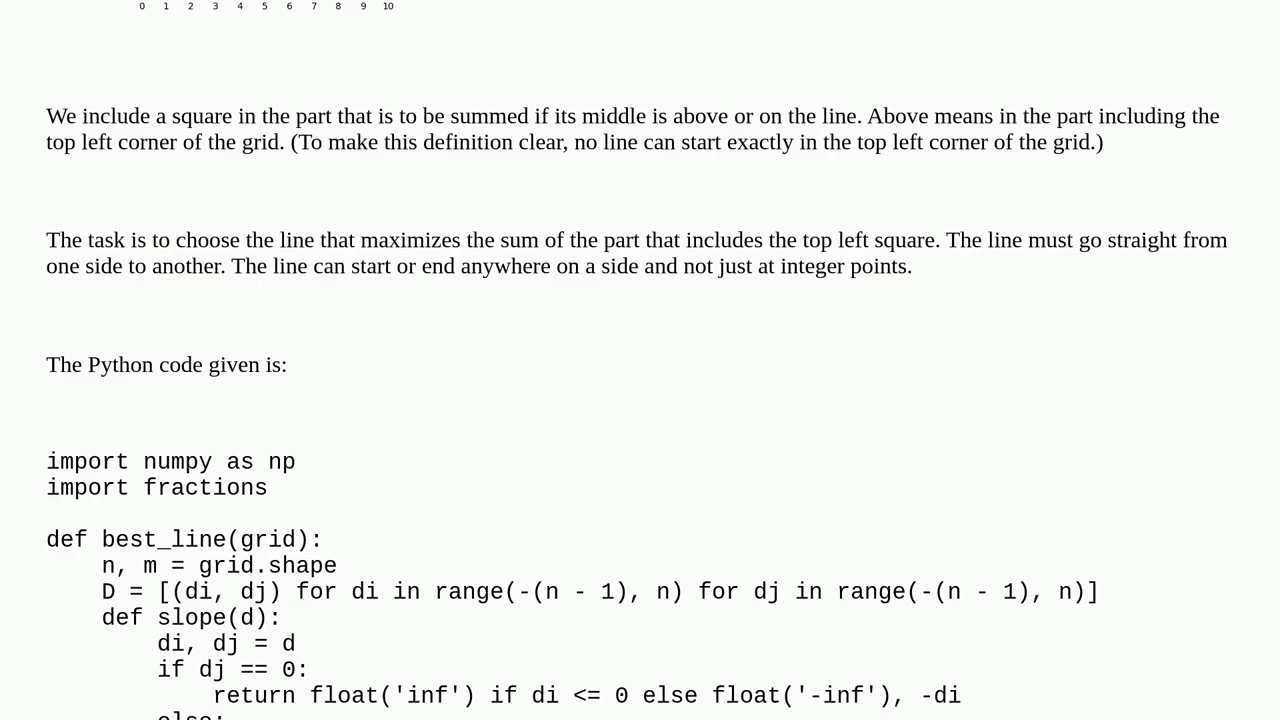 0 1 2 3 4 5 6 7 8 9 10
We include a square in the part that is to be summed if its middle is above or on the line. Above means in the part including the
top left corner of the grid. (To make this definition clear, no line can start exactly in the top left corner of the grid.)
The task is to choose the line that maximizes the sum of the part that includes the top left square. The line must go straight from
one side to another. The line can start or end anywhere on a side and not just at integer points.
The Python code given is:
import numpy as np
import fractions
def best_line(grid):
    n, m = grid.shape
    D = [(di, dj) for di in range(-(n - 1), n) for dj in range(-(n - 1), n)]
    def slope(d):
        di, dj = d
        if dj == 0:
            return float('inf') if di <= 0 else float('-inf'), -di
        else: